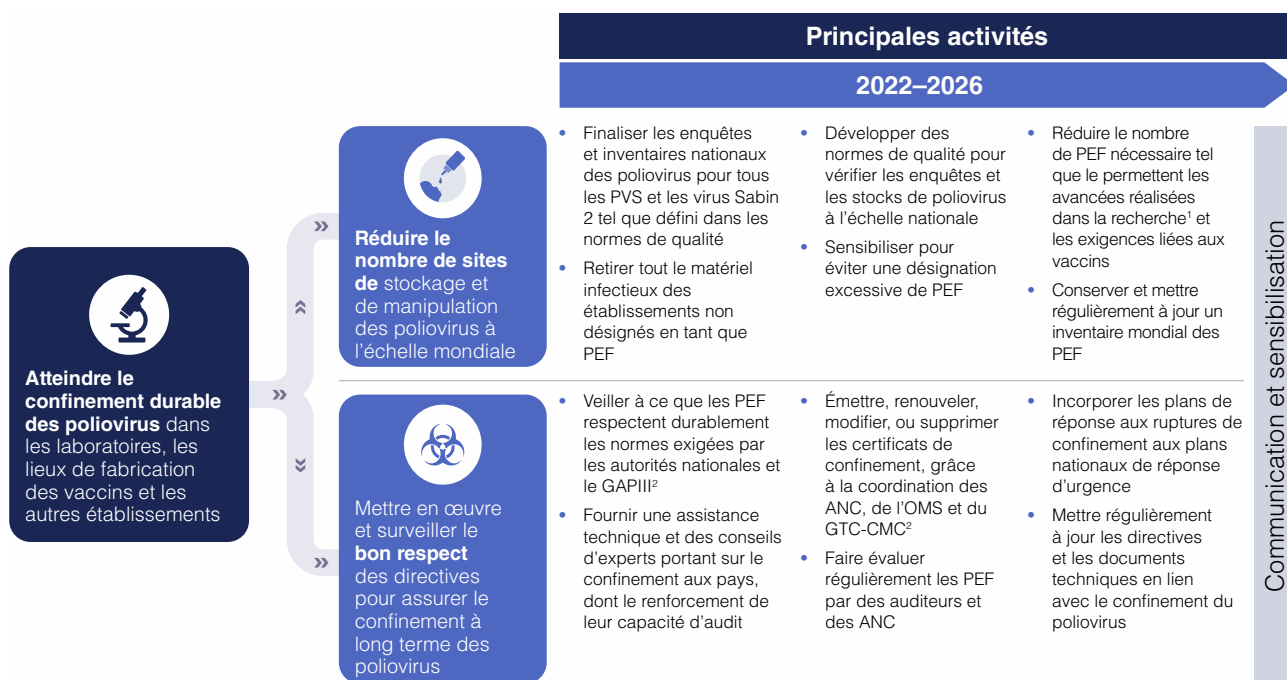 Principales activités
2022–2026
Atteindre le
confinement durable
des poliovirus dans
les laboratoires, les
lieux de fabrication
des vaccins et les
autres établissements
Réduire le
nombre de sites
de stockage et
de manipulation
des poliovirus à
l’échelle mondiale
• Finaliser les enquêtes
et inventaires nationaux
des poliovirus pour tous
les PVS et les virus Sabin
2 tel que défini dans les
normes de qualité
• Retirer tout le matériel
infectieux des
établissements non
désignés en tant que
PEF
• Développer des
normes de qualité pour
vérifier les enquêtes et
les stocks de poliovirus
à l’échelle nationale
• Sensibiliser pour
éviter une désignation
excessive de PEF
• Réduire le nombre
de PEF nécessaire tel
que le permettent les
avancées réalisées
dans la recherche¹ et
les exigences liées aux
vaccins
• Conserver et mettre
régulièrement à jour un
inventaire mondial des
PEF
Mettre en œuvre
et surveiller le
bon respect
des directives
pour assurer le
confinement à
long terme des
poliovirus
• Veiller à ce que les PEF
respectent durablement
les normes exigées par
les autorités nationales et
le GAPIII²
• Fournir une assistance
technique et des conseils
d’experts portant sur le
confinement aux pays,
dont le renforcement de
leur capacité d’audit
• Émettre, renouveler,
modifier, ou supprimer
les certificats de
confinement, grâce
à la coordination des
ANC, de l’OMS et du
GTC-CMC²
• Faire évaluer
régulièrement les PEF
par des auditeurs et
des ANC
• Incorporer les plans de
réponse aux ruptures de
confinement aux plans
nationaux de réponse
d’urgence
• Mettre régulièrement
à jour les directives
et les documents
techniques en lien
avec le confinement du
poliovirus
Communication et sensibilisation